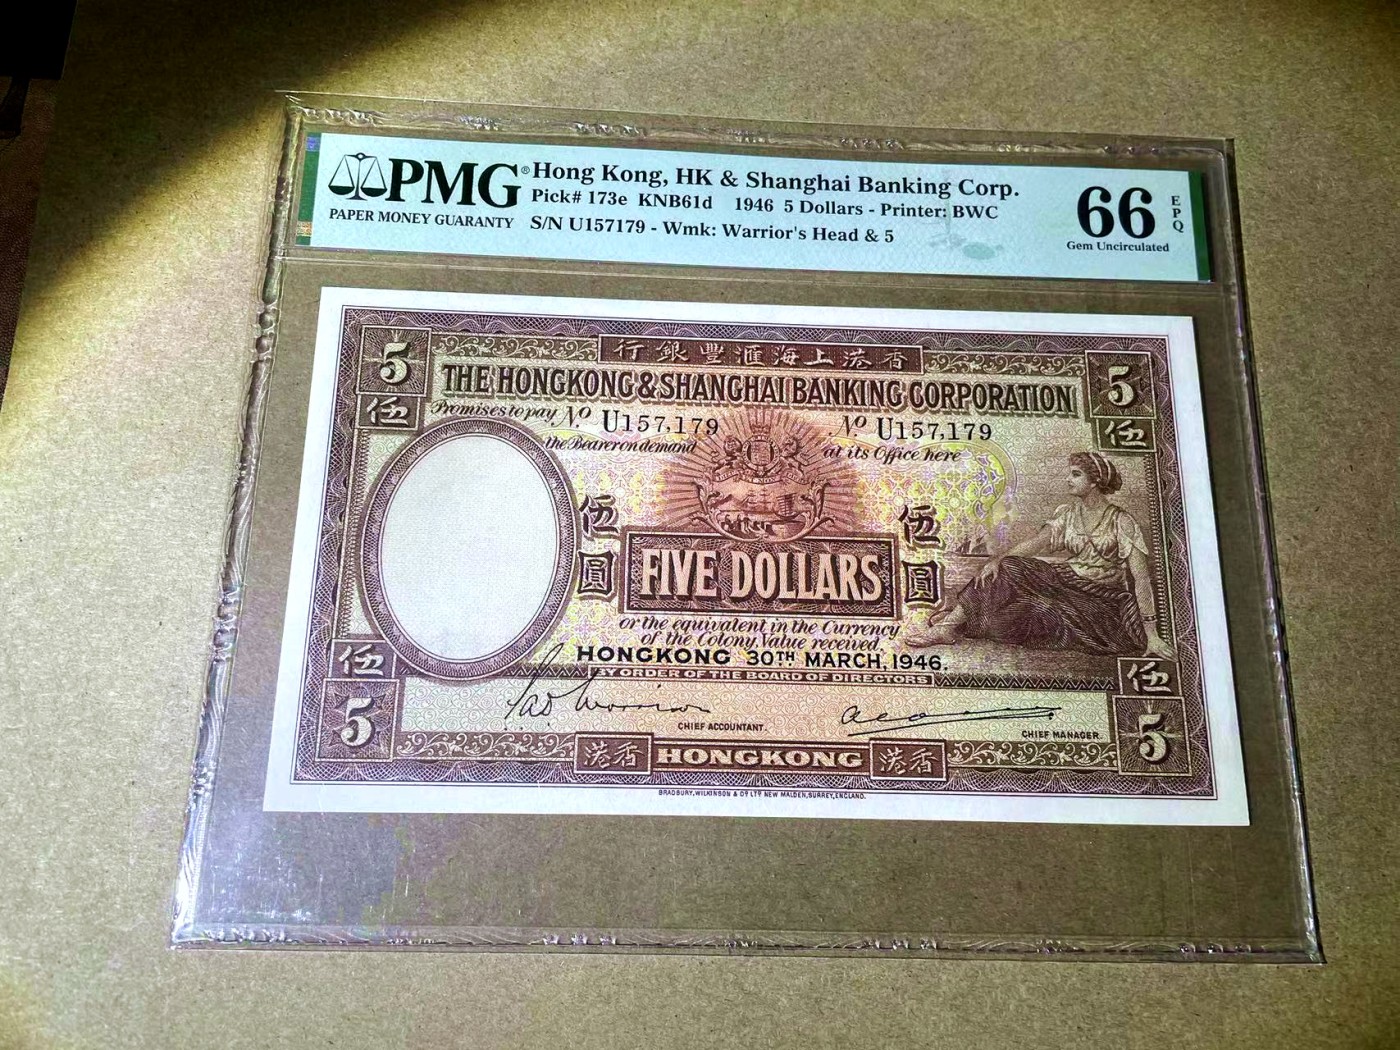 PMG® Hong Kong, HK & Shanghai Banking Corp.
PAPER MONEY GUARANTY
Pick# 173e KNB61d 1946 5 Dollars - Printer: BWC
S/N U157179 - Wmk: Warrior's Head & 5
66 EPQ
Gem Uncirculated
5 行銀豐滙海上港香 5
THE HONGKONG & SHANGHAI BANKING CORPORATION
伍 伍
Promises to pay No U157,179 No U157,179
the Bearer on demand at its Office here
伍圓 伍圓
FIVE DOLLARS
or the equivalent in the Currency
of the Colony, Value received.
HONGKONG 30TH MARCH, 1946.
BY ORDER OF THE BOARD OF DIRECTORS
伍 伍
5 5
CHIEF ACCOUNTANT. CHIEF MANAGER.
港香 HONGKONG 港香
BRADBURY, WILKINSON & Co LTD NEW MALDEN, SURREY, ENGLAND.